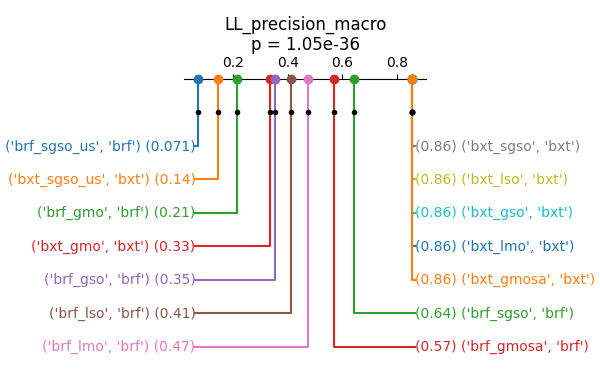 LL_precision_macro
p = 1.05e-36
0.2 0.4 0.6 0.8
('brf_sgso_us', 'brf') (0.071) (0.86) ('bxt_sgso', 'bxt')
('bxt_sgso_us', 'bxt') (0.14) (0.86) ('bxt_lso', 'bxt')
('brf_gmo', 'brf') (0.21) (0.86) ('bxt_gso', 'bxt')
('bxt_gmo', 'bxt') (0.33) (0.86) ('bxt_lmo', 'bxt')
('brf_gso', 'brf') (0.35) (0.86) ('bxt_gmosa', 'bxt')
('brf_lso', 'brf') (0.41) (0.64) ('brf_sgso', 'brf')
('brf_lmo', 'brf') (0.47) (0.57) ('brf_gmosa', 'brf')